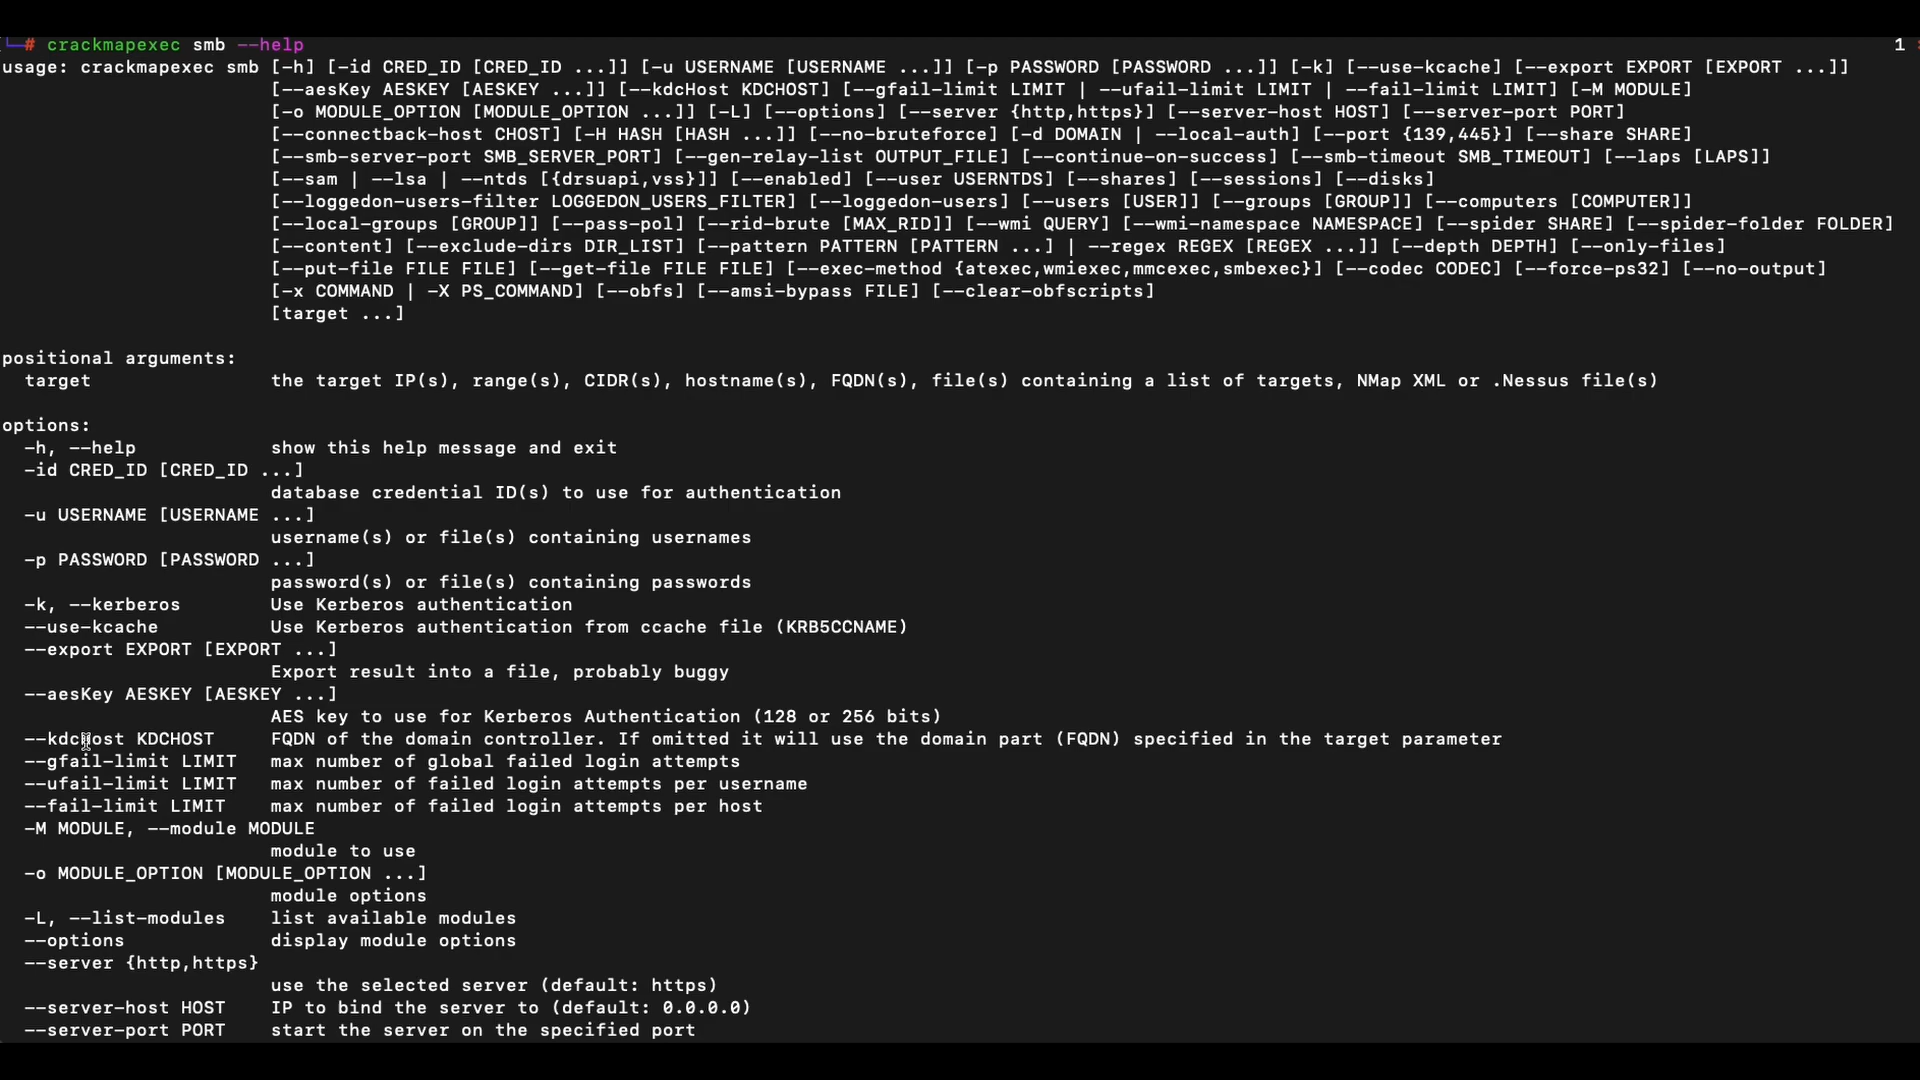 └─# crackmapexec smb --help 1
usage: crackmapexec smb [-h] [-id CRED_ID [CRED_ID ...]] [-u USERNAME [USERNAME ...]] [-p PASSWORD [PASSWORD ...]] [-k] [--use-kcache] [--export EXPORT [EXPORT ...]]
[--aesKey AESKEY [AESKEY ...]] [--kdcHost KDCHOST] [--gfail-limit LIMIT | --ufail-limit LIMIT | --fail-limit LIMIT] [-M MODULE]
[-o MODULE_OPTION [MODULE_OPTION ...]] [-L] [--options] [--server {http,https}] [--server-host HOST] [--server-port PORT]
[--connectback-host CHOST] [-H HASH [HASH ...]] [--no-bruteforce] [-d DOMAIN | --local-auth] [--port {139,445}] [--share SHARE]
[--smb-server-port SMB_SERVER_PORT] [--gen-relay-list OUTPUT_FILE] [--continue-on-success] [--smb-timeout SMB_TIMEOUT] [--laps [LAPS]]
[--sam | --lsa | --ntds [{drsuapi,vss}]] [--enabled] [--user USERNTDS] [--shares] [--sessions] [--disks]
[--loggedon-users-filter LOGGEDON_USERS_FILTER] [--loggedon-users] [--users [USER]] [--groups [GROUP]] [--computers [COMPUTER]]
[--local-groups [GROUP]] [--pass-pol] [--rid-brute [MAX_RID]] [--wmi QUERY] [--wmi-namespace NAMESPACE] [--spider SHARE] [--spider-folder FOLDER]
[--content] [--exclude-dirs DIR_LIST] [--pattern PATTERN [PATTERN ...] | --regex REGEX [REGEX ...]] [--depth DEPTH] [--only-files]
[--put-file FILE FILE] [--get-file FILE FILE] [--exec-method {atexec,wmiexec,mmcexec,smbexec}] [--codec CODEC] [--force-ps32] [--no-output]
[-x COMMAND | -X PS_COMMAND] [--obfs] [--amsi-bypass FILE] [--clear-obfscripts]
[target ...]
positional arguments:
target the target IP(s), range(s), CIDR(s), hostname(s), FQDN(s), file(s) containing a list of targets, NMap XML or .Nessus file(s)
options:
-h, --help show this help message and exit
-id CRED_ID [CRED_ID ...]
database credential ID(s) to use for authentication
-u USERNAME [USERNAME ...]
username(s) or file(s) containing usernames
-p PASSWORD [PASSWORD ...]
password(s) or file(s) containing passwords
-k, --kerberos Use Kerberos authentication
--use-kcache Use Kerberos authentication from ccache file (KRB5CCNAME)
--export EXPORT [EXPORT ...]
Export result into a file, probably buggy
--aesKey AESKEY [AESKEY ...]
AES key to use for Kerberos Authentication (128 or 256 bits)
--kdcHost KDCHOST FQDN of the domain controller. If omitted it will use the domain part (FQDN) specified in the target parameter
--gfail-limit LIMIT max number of global failed login attempts
--ufail-limit LIMIT max number of failed login attempts per username
--fail-limit LIMIT max number of failed login attempts per host
-M MODULE, --module MODULE
module to use
-o MODULE_OPTION [MODULE_OPTION ...]
module options
-L, --list-modules list available modules
--options display module options
--server {http,https}
use the selected server (default: https)
--server-host HOST IP to bind the server to (default: 0.0.0.0)
--server-port PORT start the server on the specified port